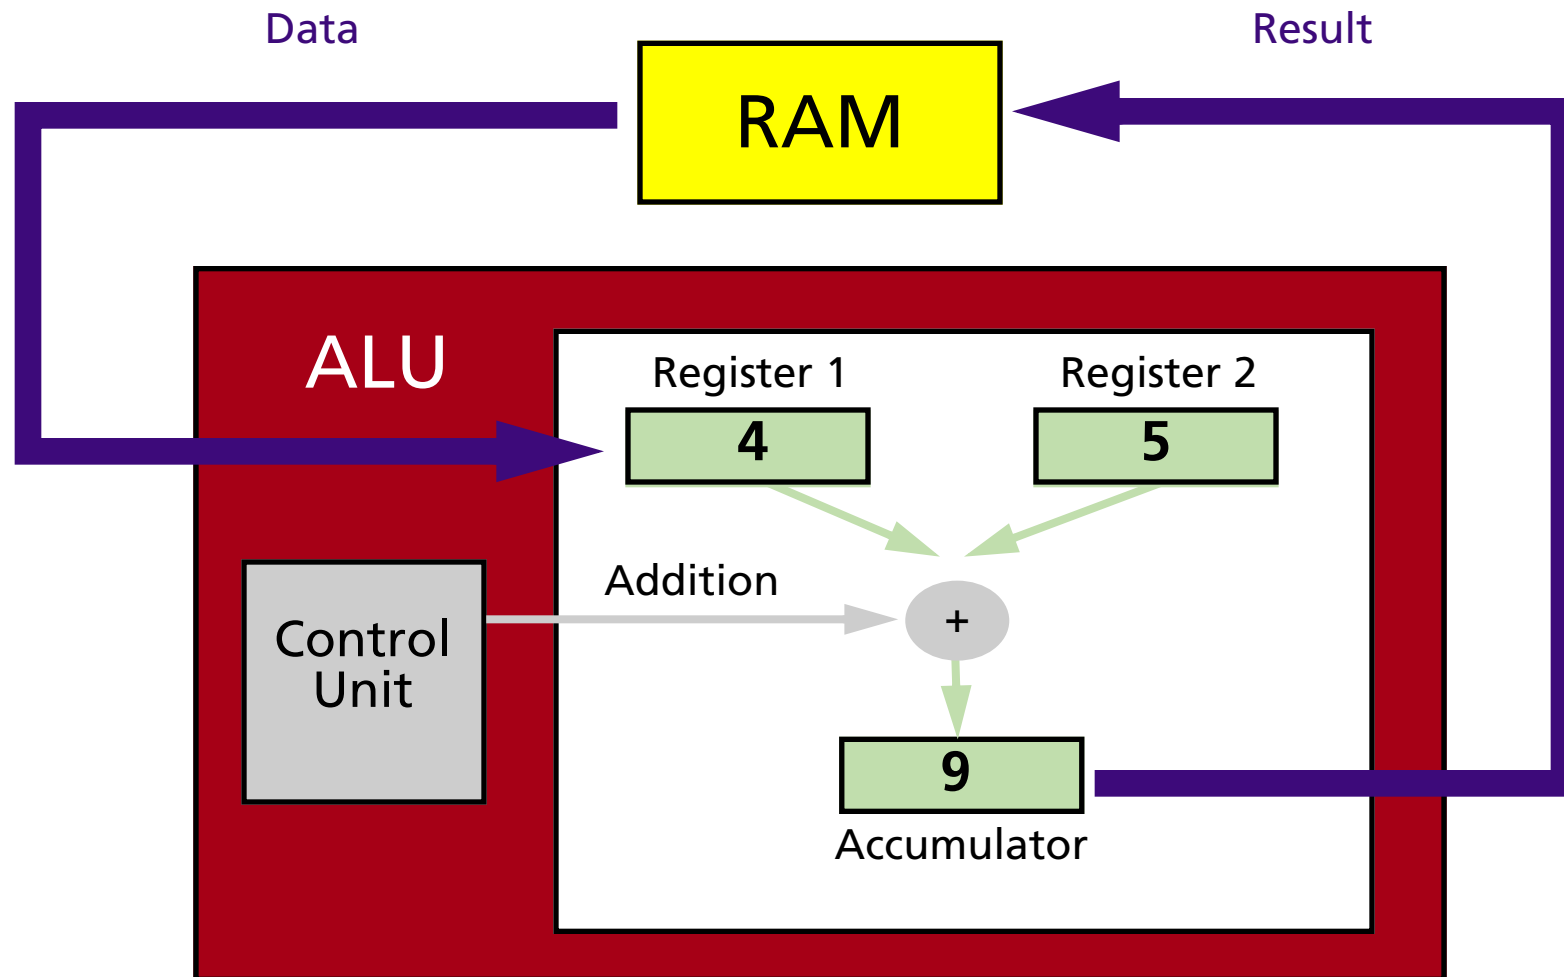 Data
Result
RAM
ALU
Register 1
Register 2
4
5
Addition
+
Control
Unit
9
Accumulator